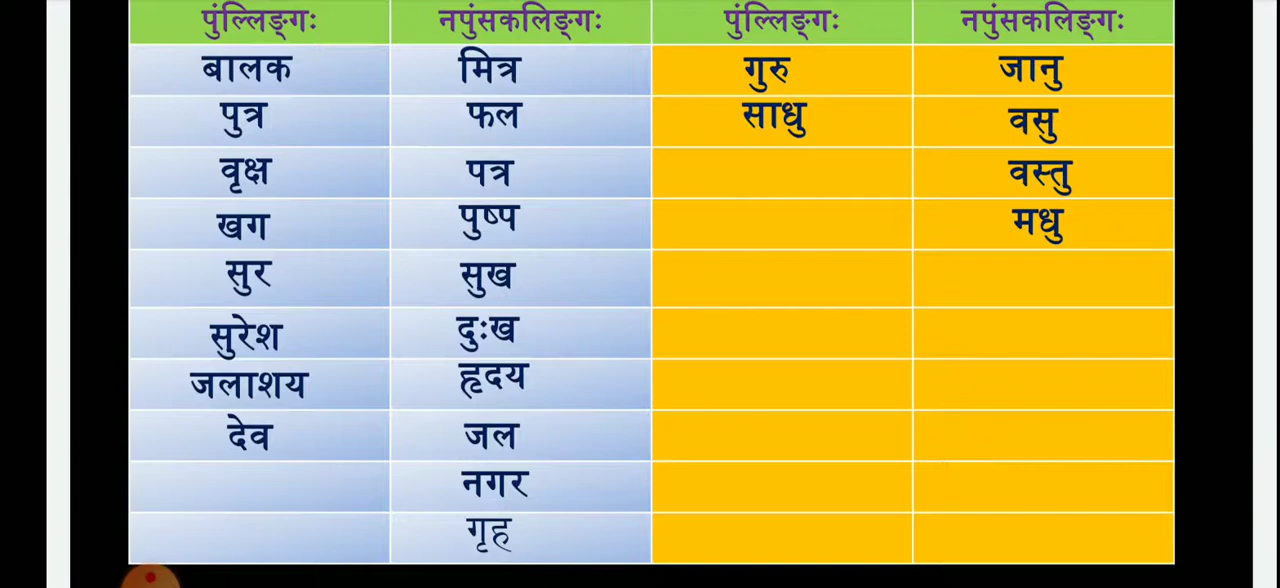 पुंल्लिङ्गः नपुंसकलिङ्गः पुंल्लिङ्गः नपुंसकलिङ्गः
बालक मित्र गुरु जानु
पुत्र फल साधु वसु
वृक्ष पत्र वस्तु
खग पुष्प मधु
सुर सुख
सुरेश दुःख
जलाशय हृदय
देव जल
नगर
गृह